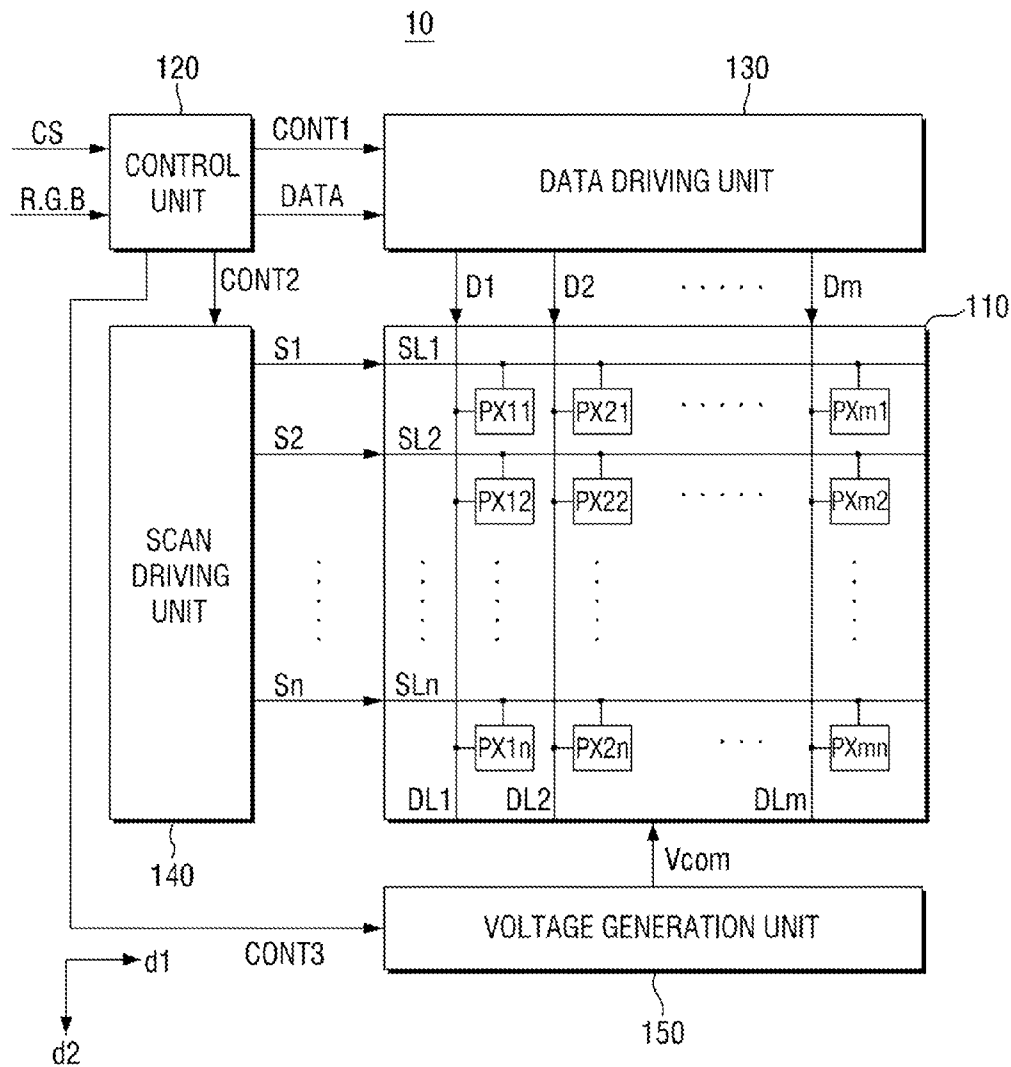 10
120
130
CS
CONTROL
UNIT
CONT1
DATA DRIVING UNIT
R.G.B
DATA
CONT2
D1
D2
. . . . .
Dm
110
S1
SL1
PX11
PX21
. . . . .
PXm1
S2
SL2
PX12
PX22
. . . . .
PXm2
SCAN
DRIVING
UNIT
Sn
SLn
PX1n
PX2n
. . .
PXmn
DL1
DL2
DLm
140
Vcom
VOLTAGE GENERATION UNIT
CONT3
d1
150
d2